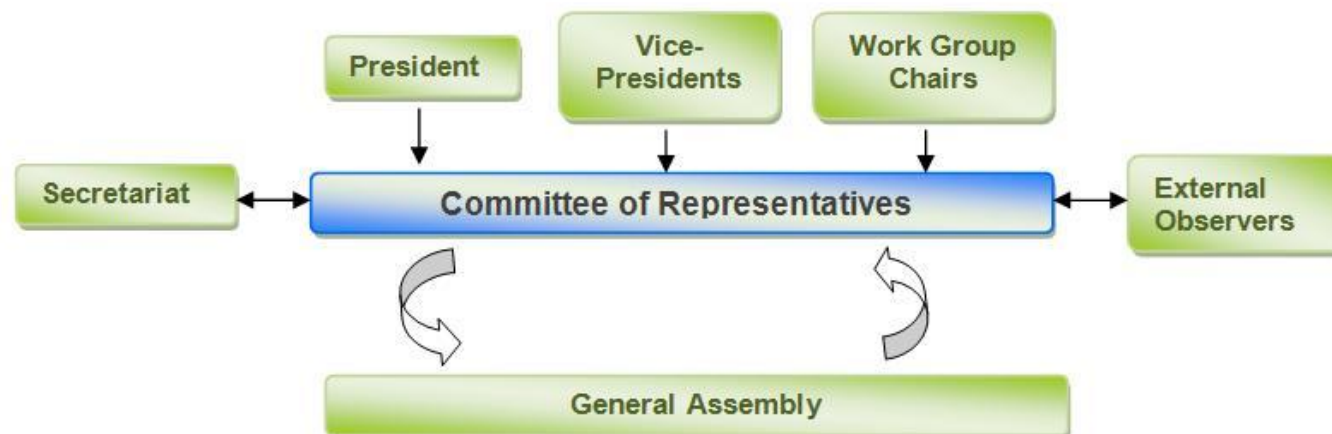 President
Vice-
Presidents
Work Group
Chairs
Secretariat
Committee of Representatives
External
Observers
General Assembly